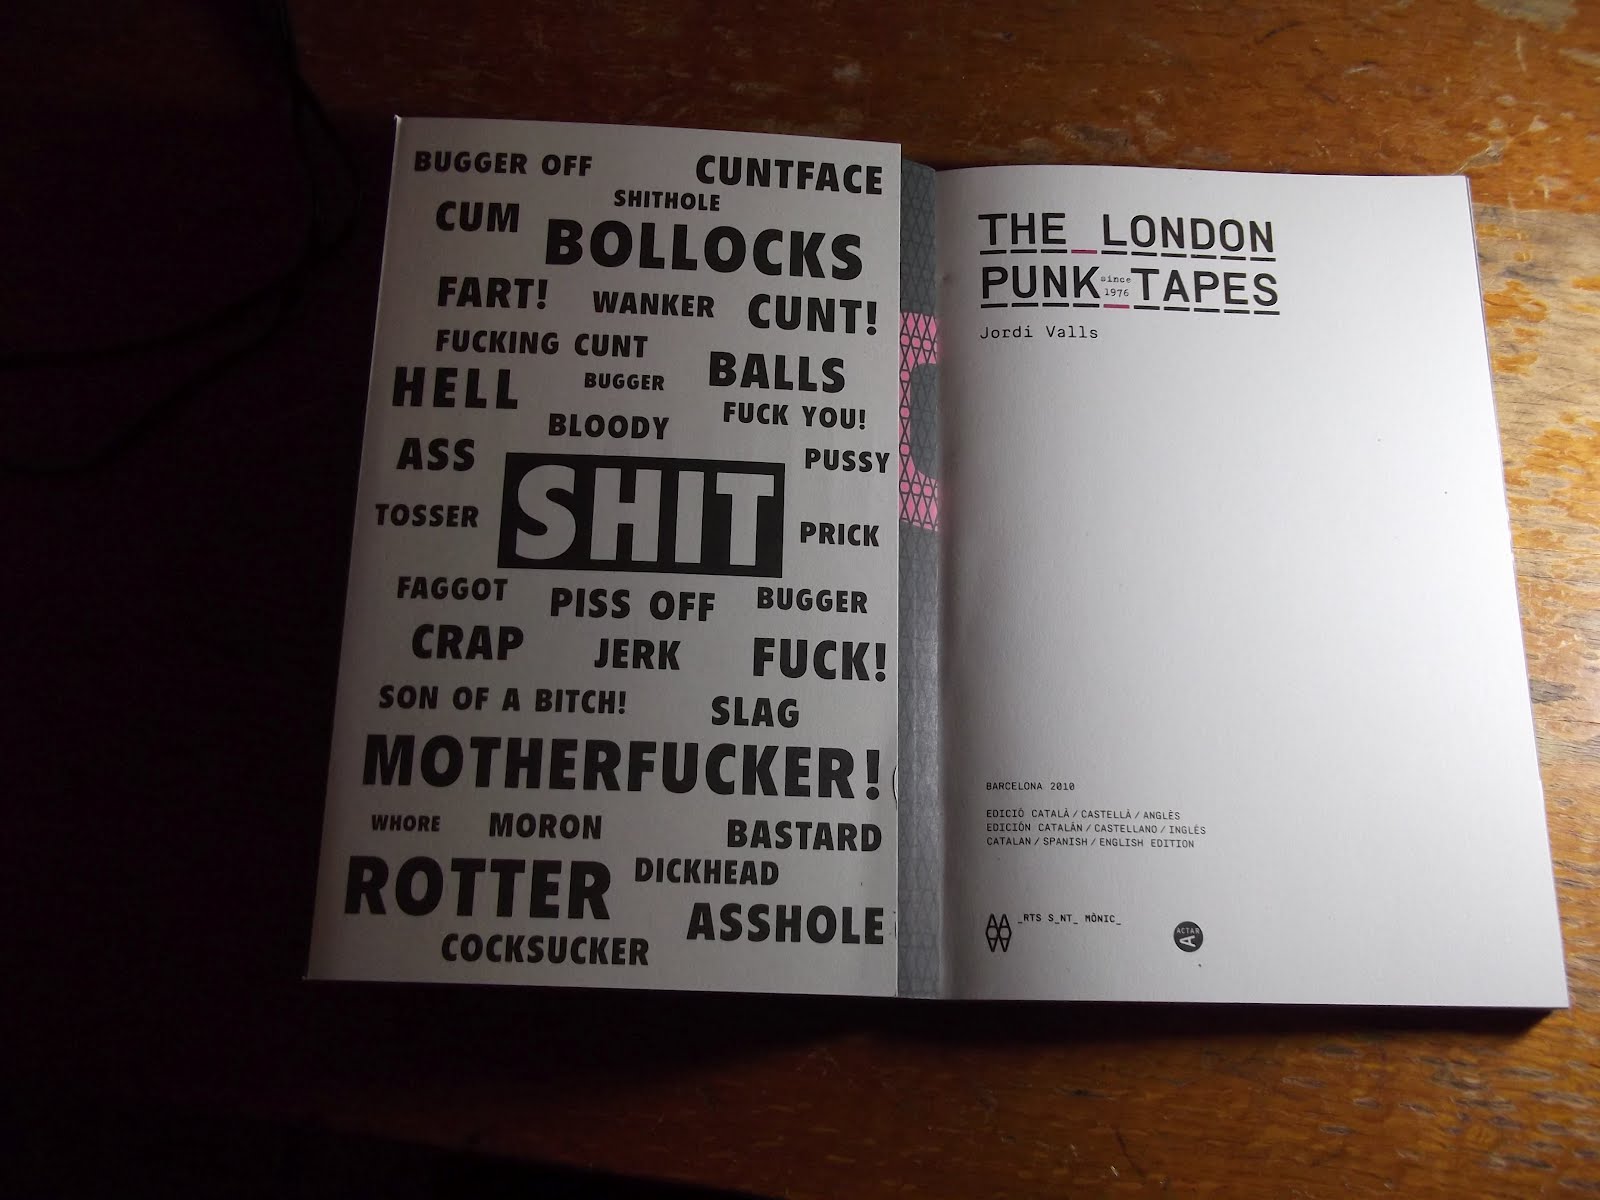 BUGGER OFF
CUNTFACE
SHITHOLE
CUM
BOLLOCKS
FART!
WANKER
CUNT!
FUCKING CUNT
BALLS
HELL
BUGGER
FUCK YOU!
BLOODY
ASS
PUSSY
SHIT
TOSSER
PRICK
FAGGOT
PISS OFF
BUGGER
CRAP
JERK
FUCK!
SON OF A BITCH!
SLAG
MOTHERFUCKER!
WHORE
MORON
BASTARD
ROTTER
DICKHEAD
ASSHOLE
COCKSUCKER
THE_LONDON
PUNK since 1976 _TAPES
Jordi Valls
BARCELONA 2010
EDICIÓ CATALÀ/CASTELLÀ/ANGLÈS
EDICIÓN CATALÁN/CASTELLANO/INGLÉS
CATALAN/SPANISH/ENGLISH EDITION
_RTS S_NT_ MÒNIC_
ACTAR
A